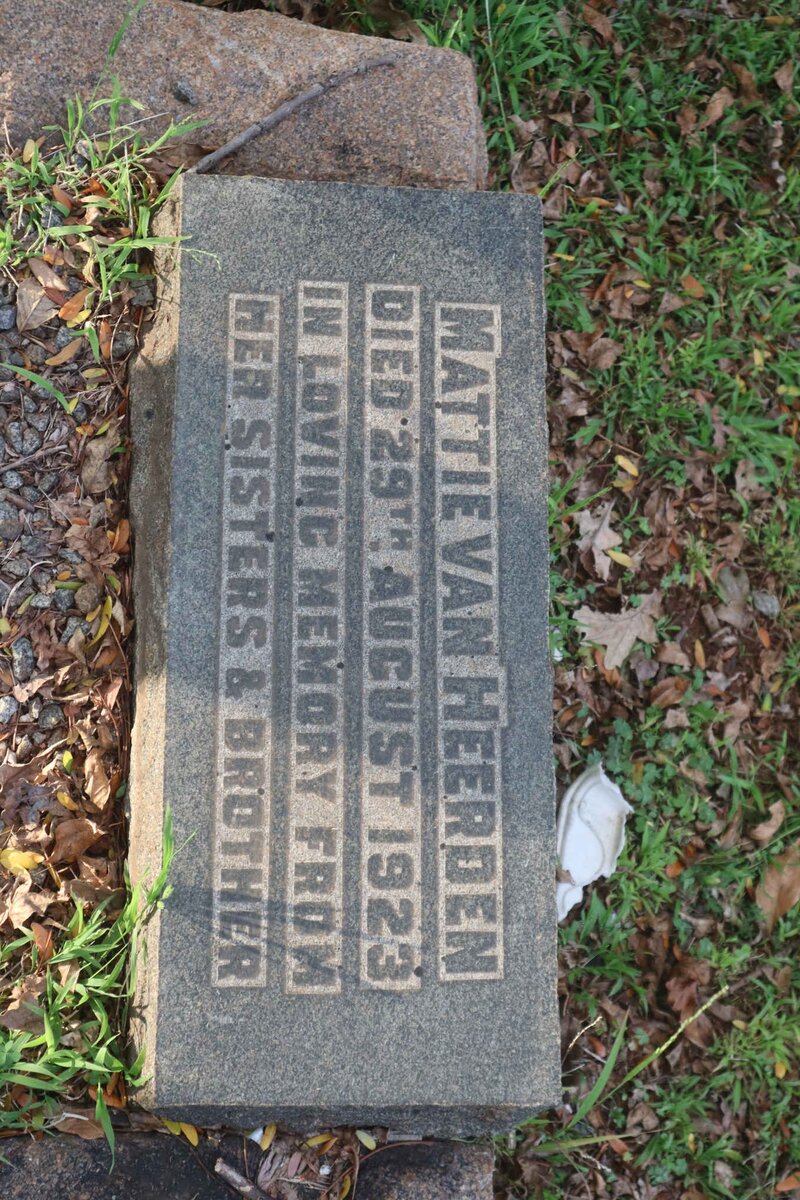 MATTIE VAN HEERDEN
DIED 29TH AUGUST 1923
IN LOVING MEMORY FROM
HER SISTERS & BROTHER